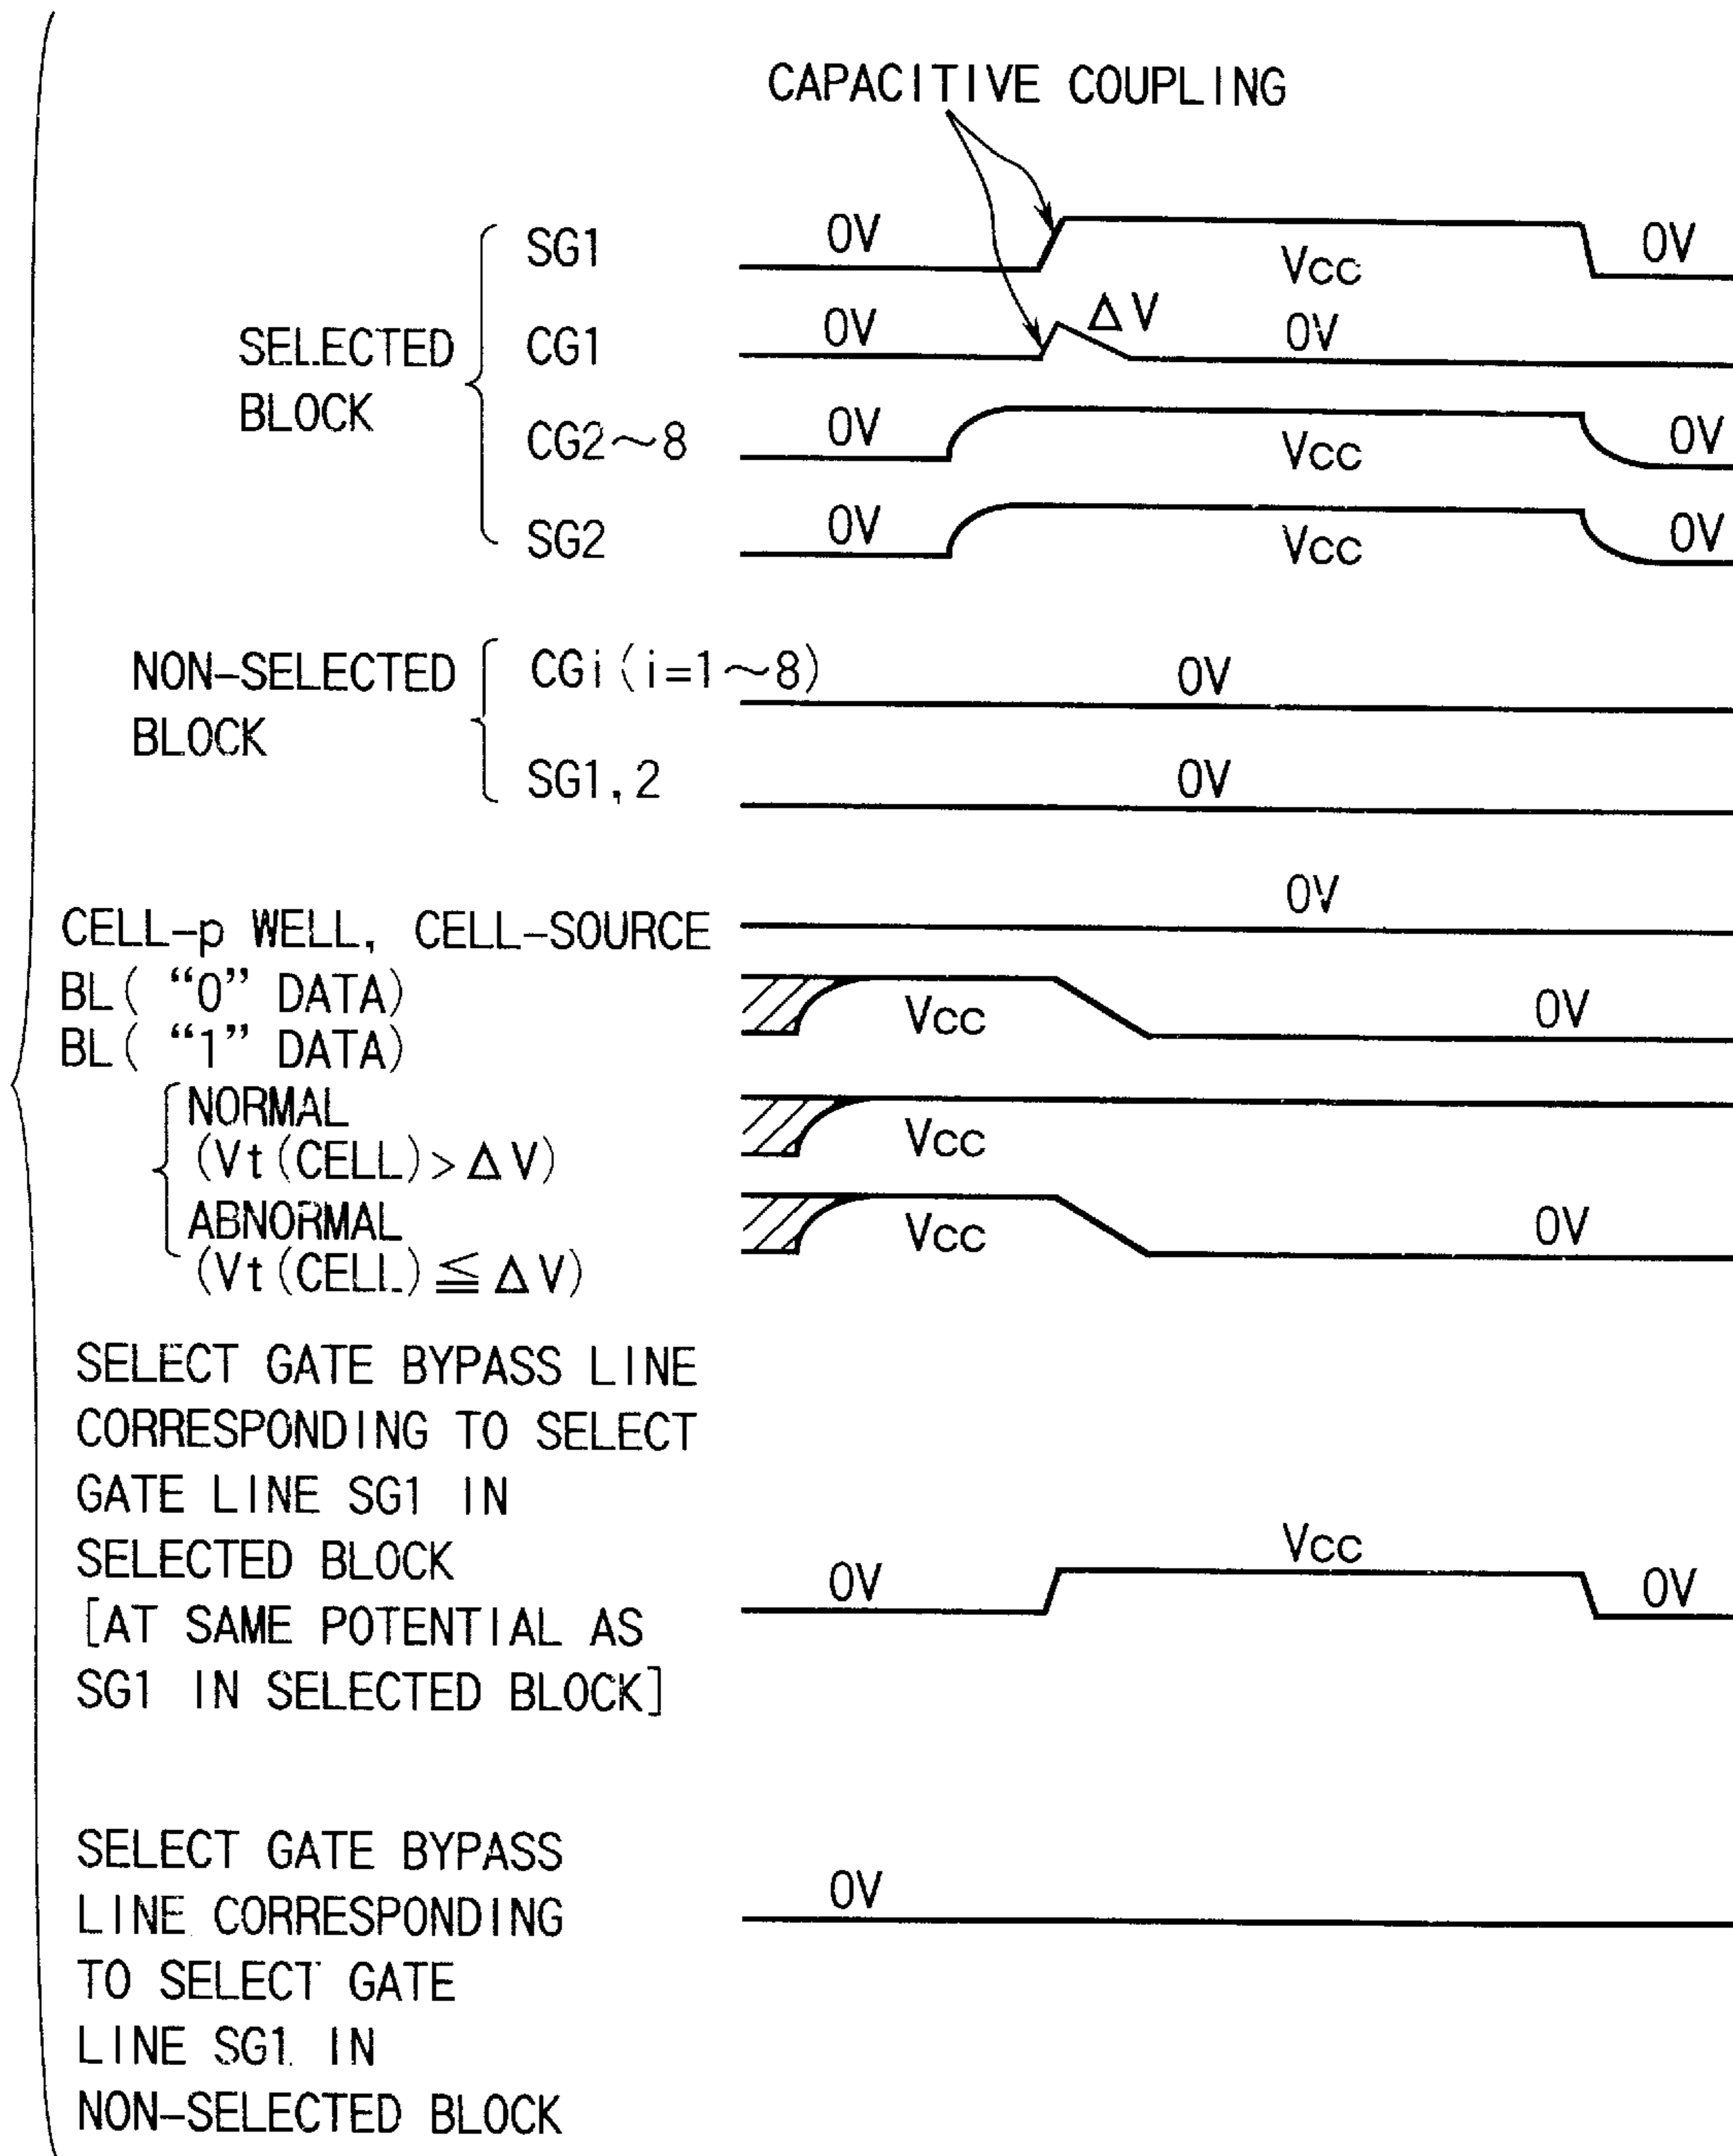 CAPACITIVE COUPLING
SELECTED
BLOCK
SG1 0V Vcc 0V
CG1 0V ΔV 0V
CG2~8 0V Vcc 0V
SG2 0V Vcc 0V
NON-SELECTED
BLOCK
CGi (i=1~8) 0V
SG1,2 0V
CELL-p WELL, CELL-SOURCE 0V
BL( “0” DATA) Vcc 0V
BL( “1” DATA)
NORMAL
(Vt(CELL)>ΔV) Vcc
ABNORMAL
(Vt(CELL)≦ΔV) Vcc 0V
SELECT GATE BYPASS LINE
CORRESPONDING TO SELECT
GATE LINE SG1 IN
SELECTED BLOCK
[AT SAME POTENTIAL AS
SG1 IN SELECTED BLOCK]
0V Vcc 0V
SELECT GATE BYPASS
LINE CORRESPONDING
TO SELECT GATE
LINE SG1 IN
NON-SELECTED BLOCK
0V